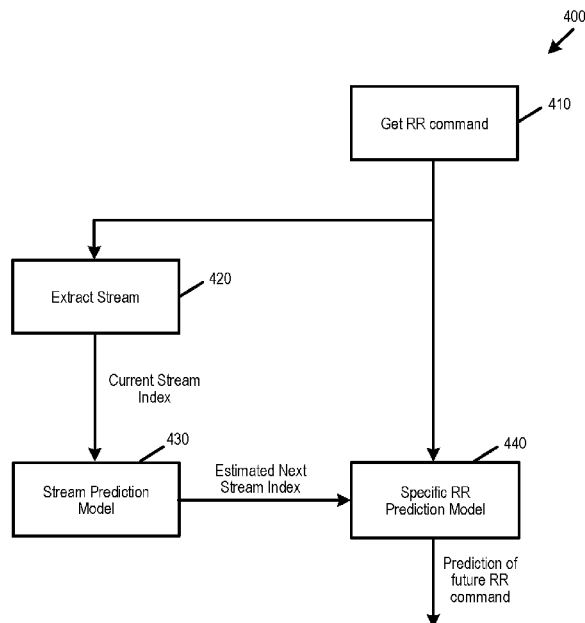 400
Get RR command
410
Extract Stream
420
Current Stream
Index
Stream Prediction
Model
430
Estimated Next
Stream Index
Specific RR
Prediction Model
440
Prediction of
future RR
command